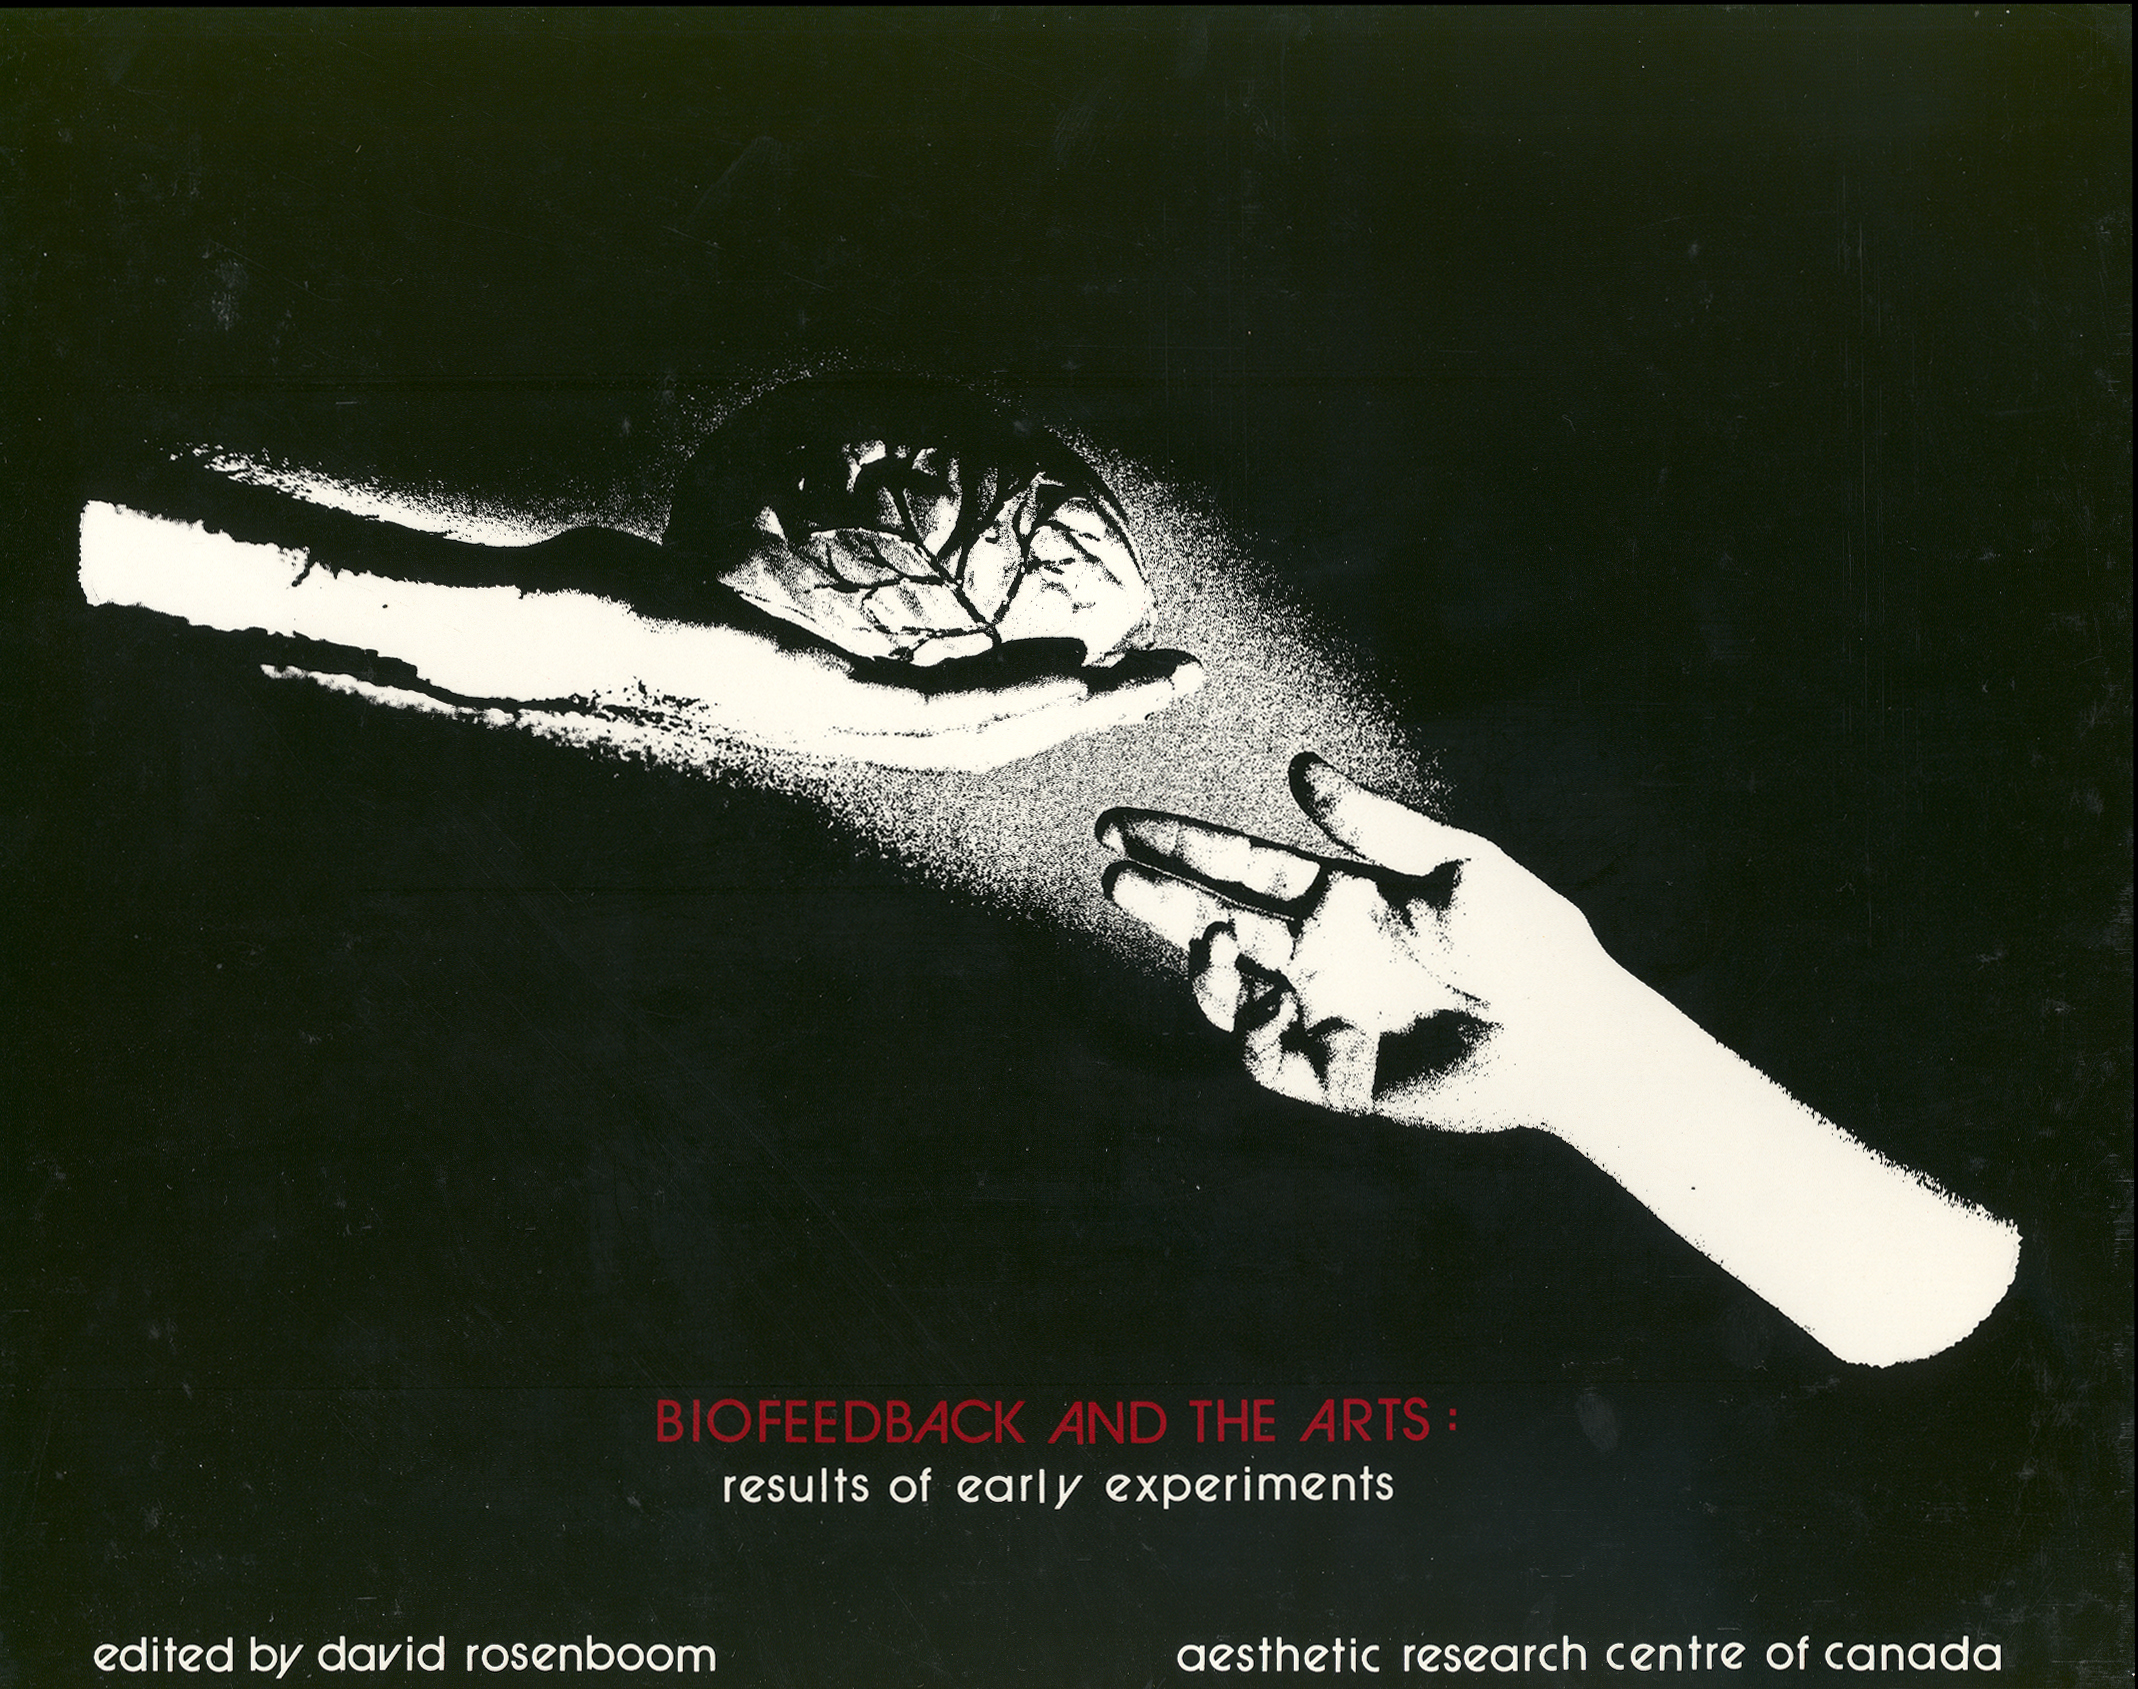 BIOFEEDBACK AND THE ARTS :
results of early experiments
edited by david rosenboom
aesthetic research centre of canada